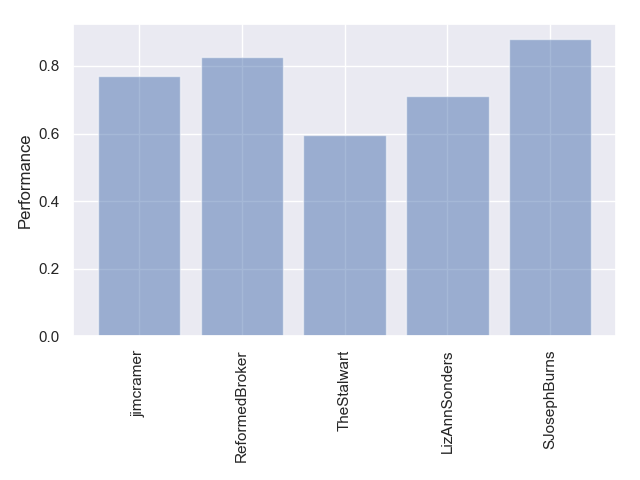 Performance
0.8
0.6
0.4
0.2
0.0
jimcramer
ReformedBroker
TheStalwart
LizAnnSonders
SJosephBurns